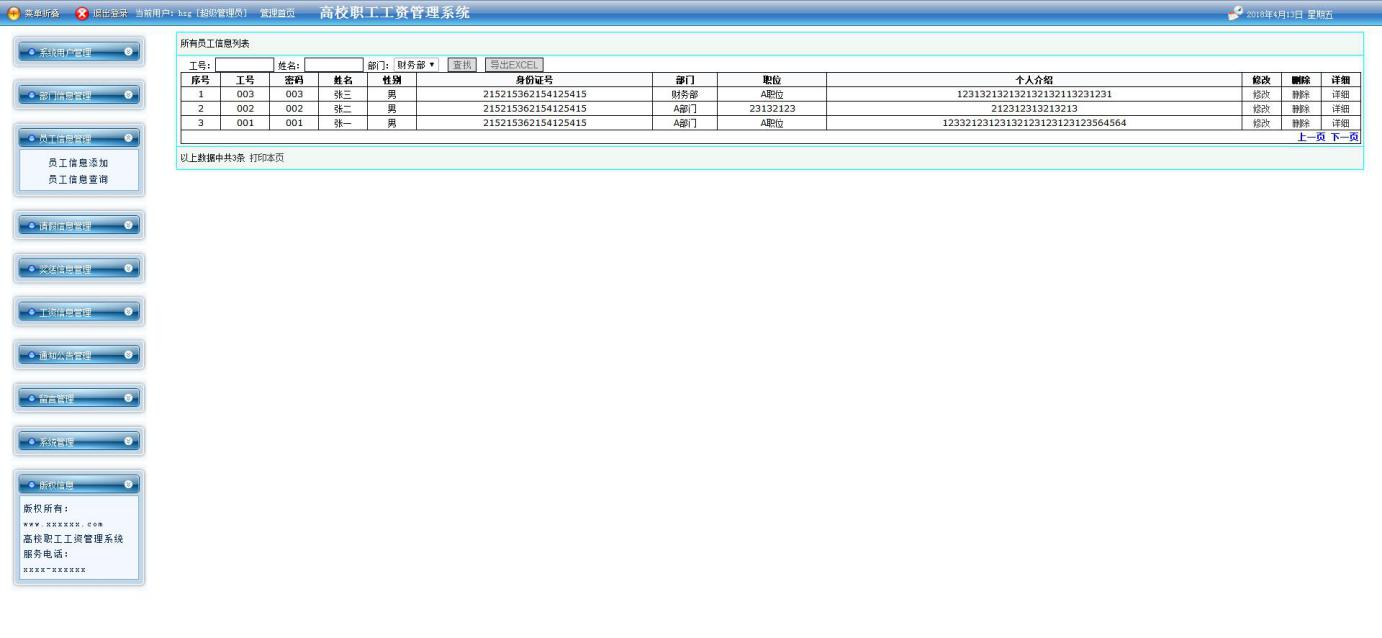 菜单折叠 退出登录 当前用户：hsg [超级管理员] 管理首页 高校职工工资管理系统 2018年4月13日 星期五
系统用户管理
部门信息管理
员工信息管理
员工信息添加
员工信息查询
请假信息管理
奖惩信息管理
工资信息管理
通知公告管理
留言管理
系统管理
版权信息
版权所有：
www.xxxxxx.com
高校职工工资管理系统
服务电话：
xxxx-xxxxxx
所有员工信息列表
工号： 姓名： 部门： 财务部 查找 导出EXCEL
序号 工号 密码 姓名 性别 身份证号 部门 职位 个人介绍 修改 删除 详细
1 003 003 张三 男 215215362154125415 财务部 A职位 1231321321321321321132312​31 修改 删除 详细
2 002 002 张二 男 215215362154125415 A部门 23132123 212312313213213 修改 删除 详细
3 001 001 张一 男 215215362154125415 A部门 A职位 12332123123132123123123123564564 修改 删除 详细
上一页 下一页
以上数据中共3条 打印本页